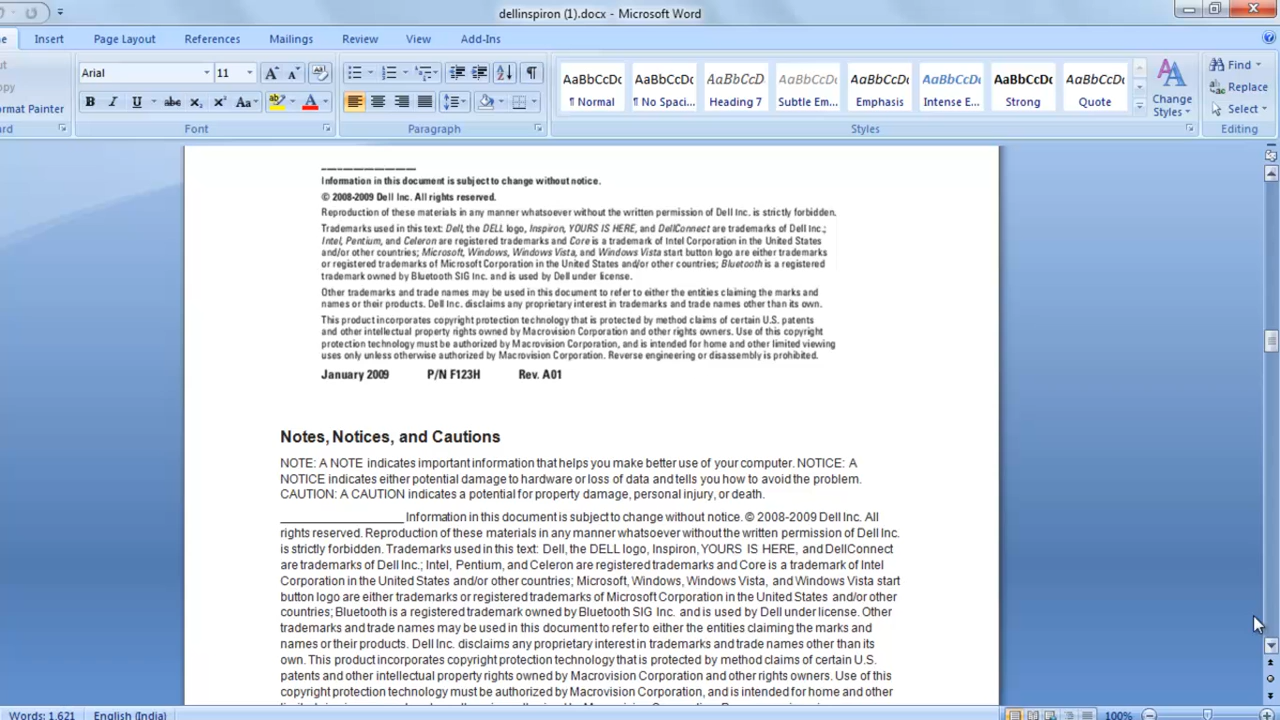 dellinspiron (1).docx - Microsoft Word
Insert Page Layout References Mailings Review View Add-Ins
Arial 11 AaBbCcDc AaBbCcDc AaBbCcD AaBbCcDc AaBbCcDc AaBbCcDc AaBbCcDc AaBbCcDc Find
¶ Normal ¶ No Spaci... Heading 7 Subtle Em... Emphasis Intense E... Strong Quote Change Styles Replace
ormat Painter B I U abc x₂ x² Aa A Select
Font Paragraph Styles Editing
Information in this document is subject to change without notice.
© 2008-2009 Dell Inc. All rights reserved.
Reproduction of these materials in any manner whatsoever without the written permission of Dell Inc. is strictly forbidden.
Trademarks used in this text: Dell, the DELL logo, Inspiron, YOURS IS HERE, and DellConnect are trademarks of Dell Inc.;
Intel, Pentium, and Celeron are registered trademarks and Core is a trademark of Intel Corporation in the United States
and/or other countries; Microsoft, Windows, Windows Vista, and Windows Vista start button logo are either trademarks
or registered trademarks of Microsoft Corporation in the United States and/or other countries; Bluetooth is a registered
trademark owned by Bluetooth SIG Inc. and is used by Dell under license.
Other trademarks and trade names may be used in this document to refer to either the entities claiming the marks and
names or their products. Dell Inc. disclaims any proprietary interest in trademarks and trade names other than its own.
This product incorporates copyright protection technology that is protected by method claims of certain U.S. patents
and other intellectual property rights owned by Macrovision Corporation and other rights owners. Use of this copyright
protection technology must be authorized by Macrovision Corporation, and is intended for home and other limited viewing
uses only unless otherwise authorized by Macrovision Corporation. Reverse engineering or disassembly is prohibited.
January 2009 P/N F123H Rev. A01
Notes, Notices, and Cautions
NOTE: A NOTE indicates important information that helps you make better use of your computer. NOTICE: A
NOTICE indicates either potential damage to hardware or loss of data and tells you how to avoid the problem.
CAUTION: A CAUTION indicates a potential for property damage, personal injury, or death.
____________________ Information in this document is subject to change without notice. © 2008-2009 Dell Inc. All
rights reserved. Reproduction of these materials in any manner whatsoever without the written permission of Dell Inc.
is strictly forbidden. Trademarks used in this text: Dell, the DELL logo, Inspiron, YOURS IS HERE, and DellConnect
are trademarks of Dell Inc.; Intel, Pentium, and Celeron are registered trademarks and Core is a trademark of Intel
Corporation in the United States and/or other countries; Microsoft, Windows, Windows Vista, and Windows Vista start
button logo are either trademarks or registered trademarks of Microsoft Corporation in the United States and/or other
countries; Bluetooth is a registered trademark owned by Bluetooth SIG Inc. and is used by Dell under license. Other
trademarks and trade names may be used in this document to refer to either the entities claiming the marks and
names or their products. Dell Inc. disclaims any proprietary interest in trademarks and trade names other than its
own. This product incorporates copyright protection technology that is protected by method claims of certain U.S.
patents and other intellectual property rights owned by Macrovision Corporation and other rights owners. Use of this
copyright protection technology must be authorized by Macrovision Corporation, and is intended for home and other
Words: 1,621 English (India) 100%